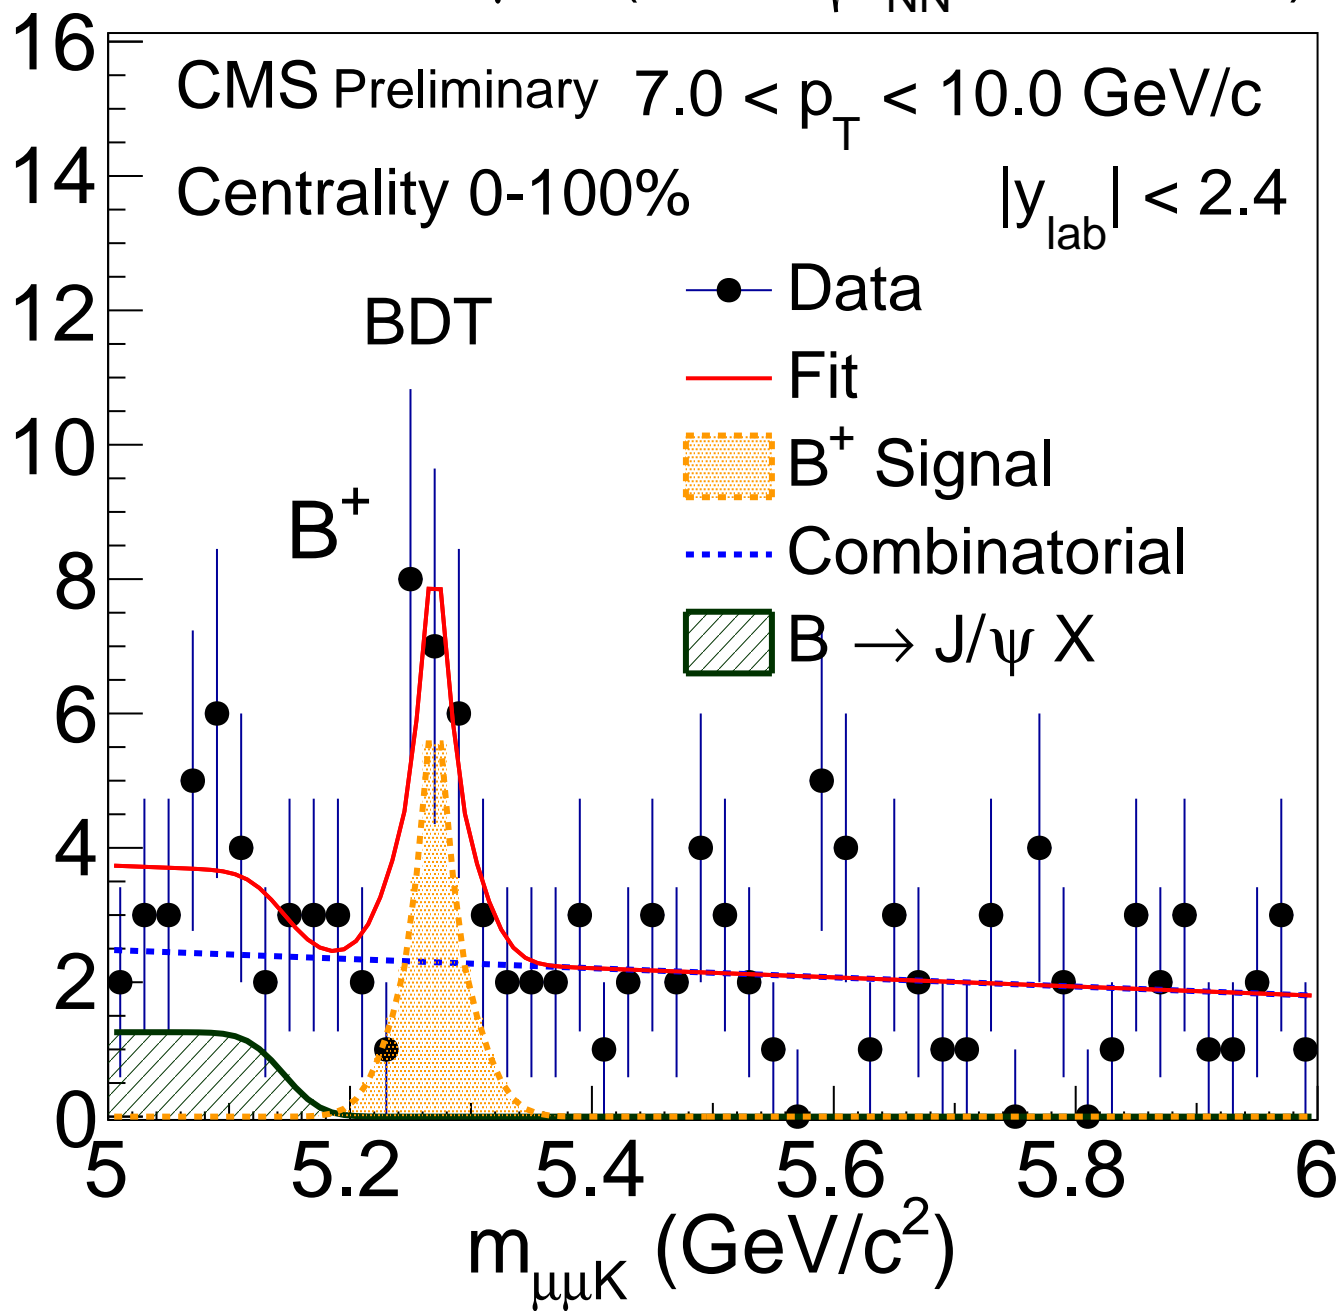 NN
16
CMS Preliminary 7.0 < p_T < 10.0 GeV/c
14
Centrality 0-100% |y_lab| < 2.4
12
Data
BDT
Fit
10
B⁺ Signal
B⁺
Combinatorial
8
B → J/ψ X
6
4
2
0
5 5.2 5.4 5.6 5.8 6
m_μμK (GeV/c²)